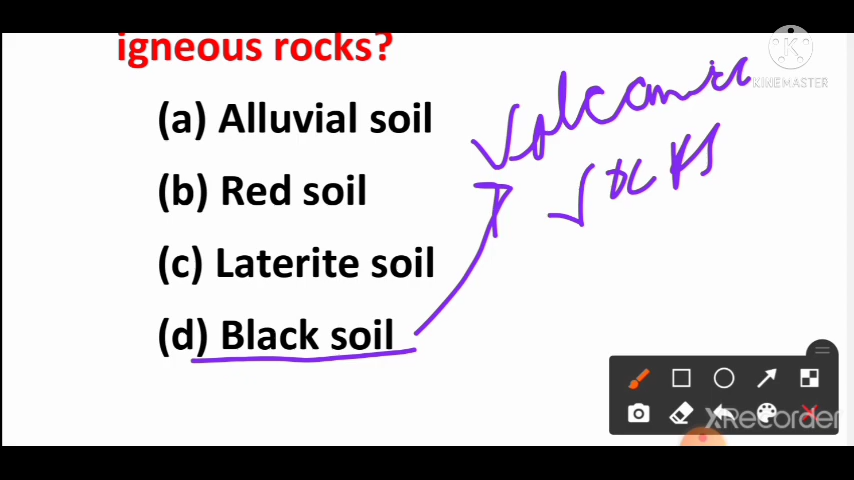 igneous rocks?
(a) Alluvial soil
(b) Red soil
(c) Laterite soil
(d) Black soil
Volcanic
rocks
KINEMASTER
XRecorder